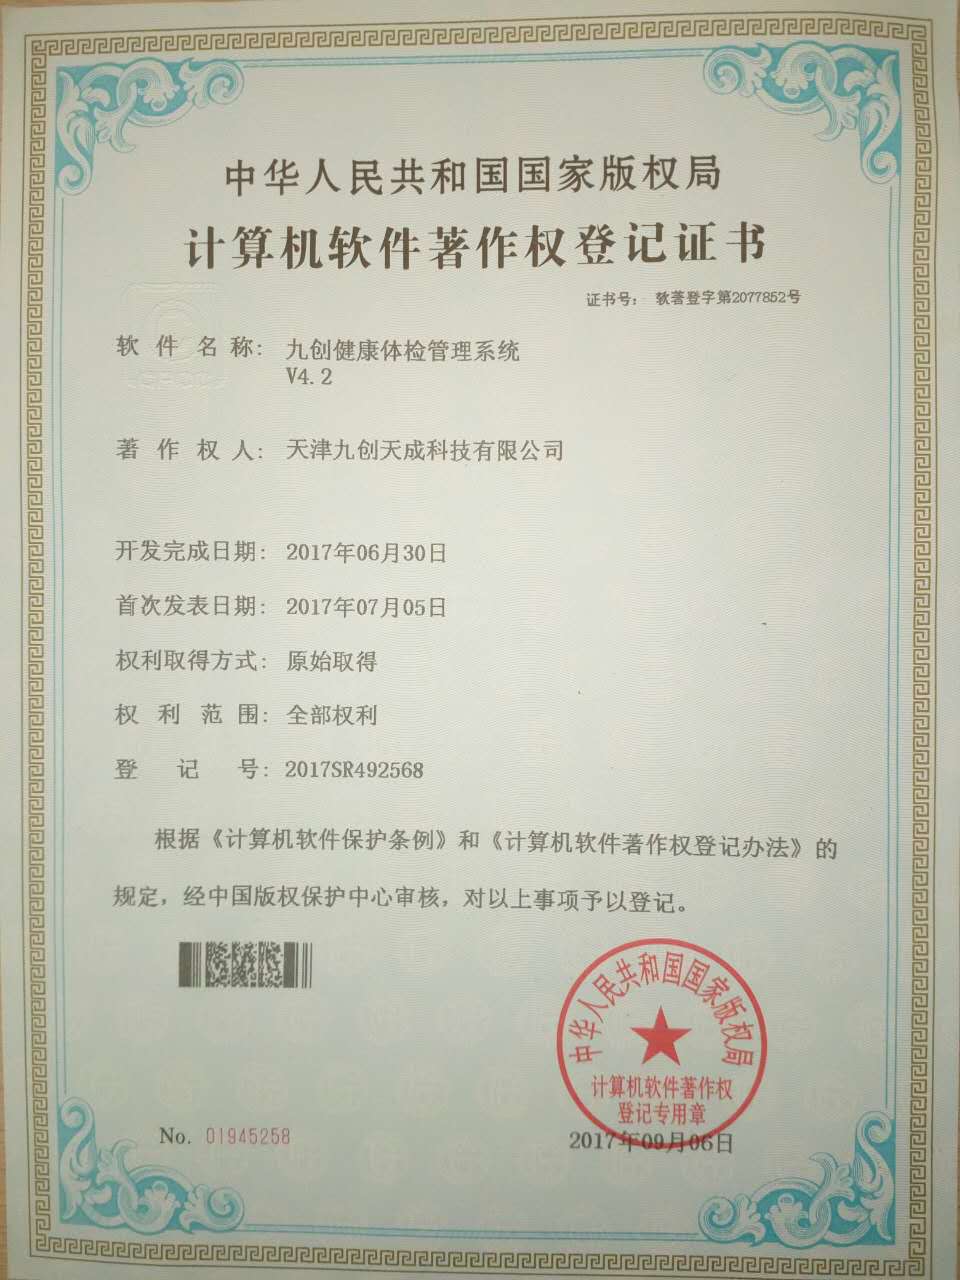 中华人民共和国国家版权局
计算机软件著作权登记证书
证书号： 软著登字第2077852号
软件名称： 九创健康体检管理系统
V4.2
著作权人： 天津九创天成科技有限公司
开发完成日期： 2017年06月30日
首次发表日期： 2017年07月05日
权利取得方式： 原始取得
权利范围： 全部权利
登记号： 2017SR492568
根据《计算机软件保护条例》和《计算机软件著作权登记办法》的
规定，经中国版权保护中心审核，对以上事项予以登记。
中华人民共和国国家版权局
计算机软件著作权
登记专用章
No. 01945258
2017年09月06日